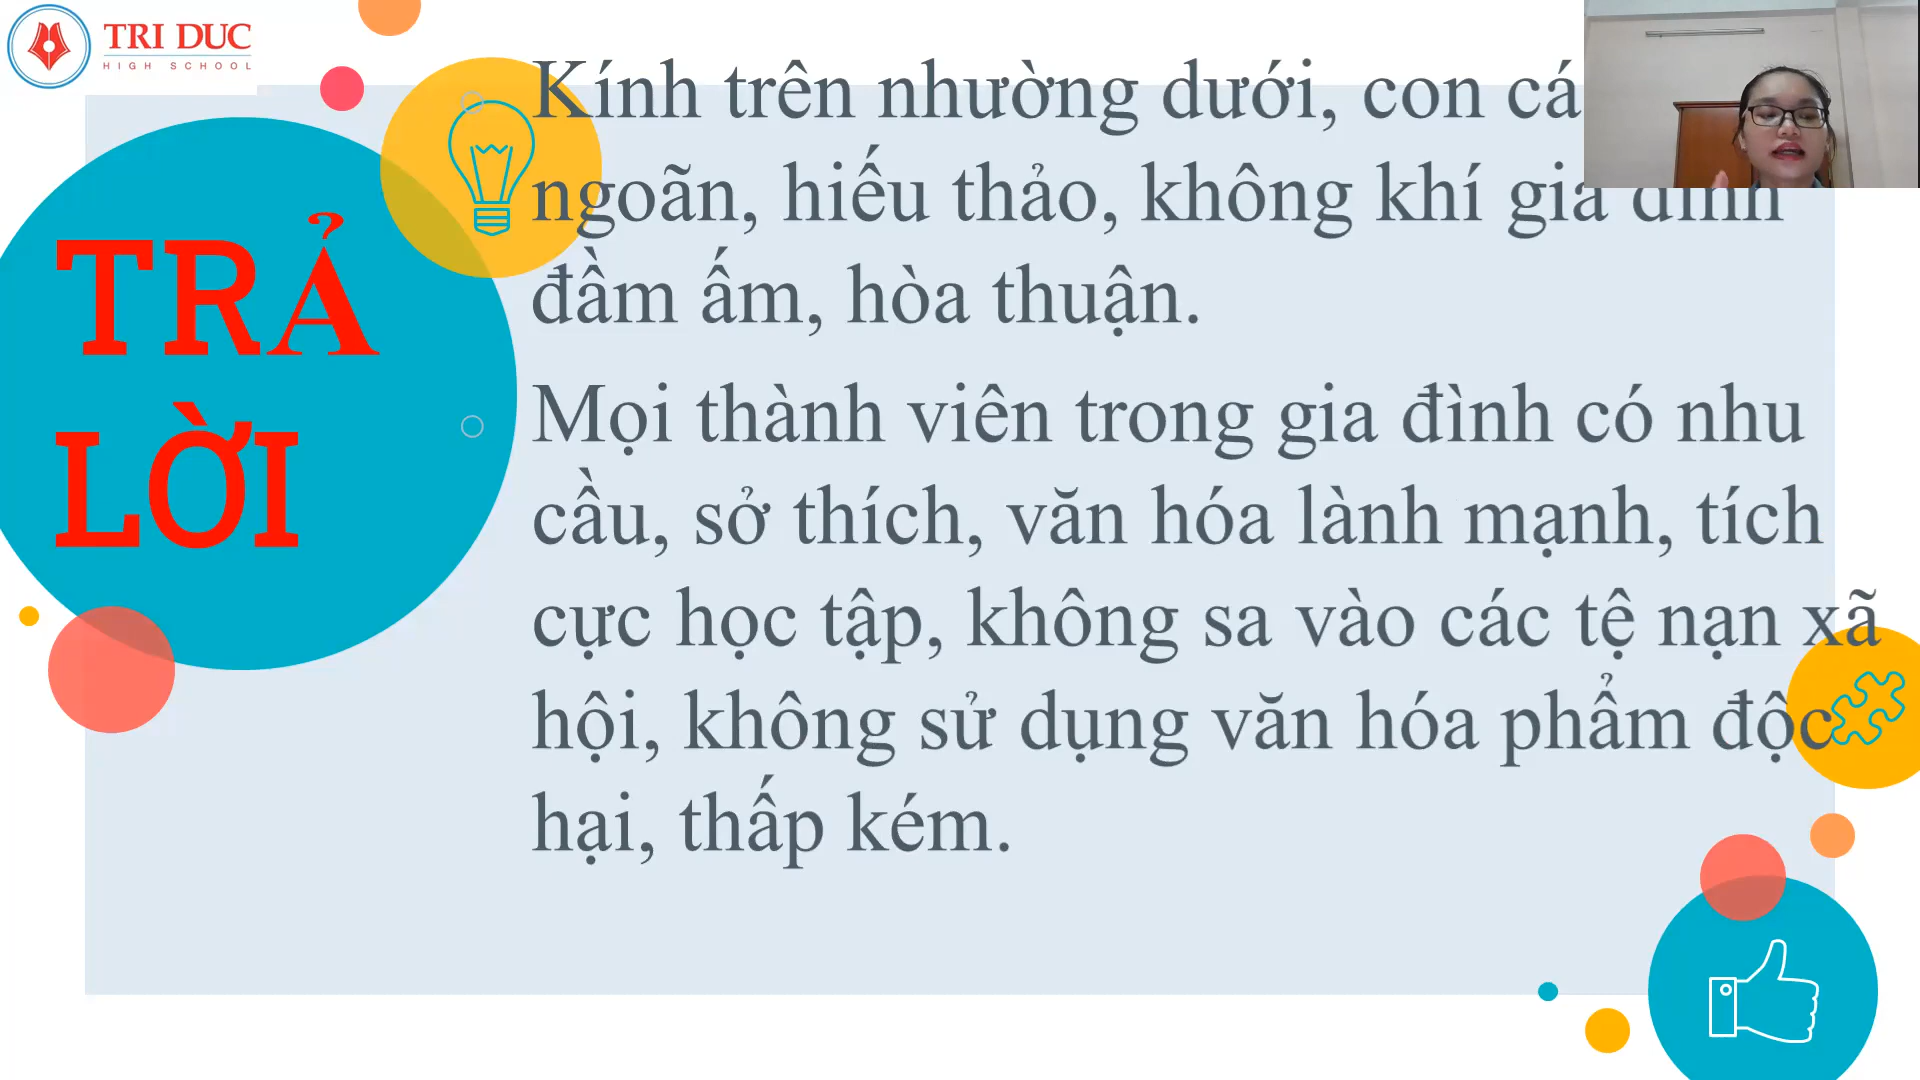 TRI DUC
HIGH SCHOOL
TRẢ
LỜI
Kính trên nhường dưới, con cá
ngoãn, hiếu thảo, không khí gia đình
đầm ấm, hòa thuận.
Mọi thành viên trong gia đình có nhu
cầu, sở thích, văn hóa lành mạnh, tích
cực học tập, không sa vào các tệ nạn xã
hội, không sử dụng văn hóa phẩm độc
hại, thấp kém.